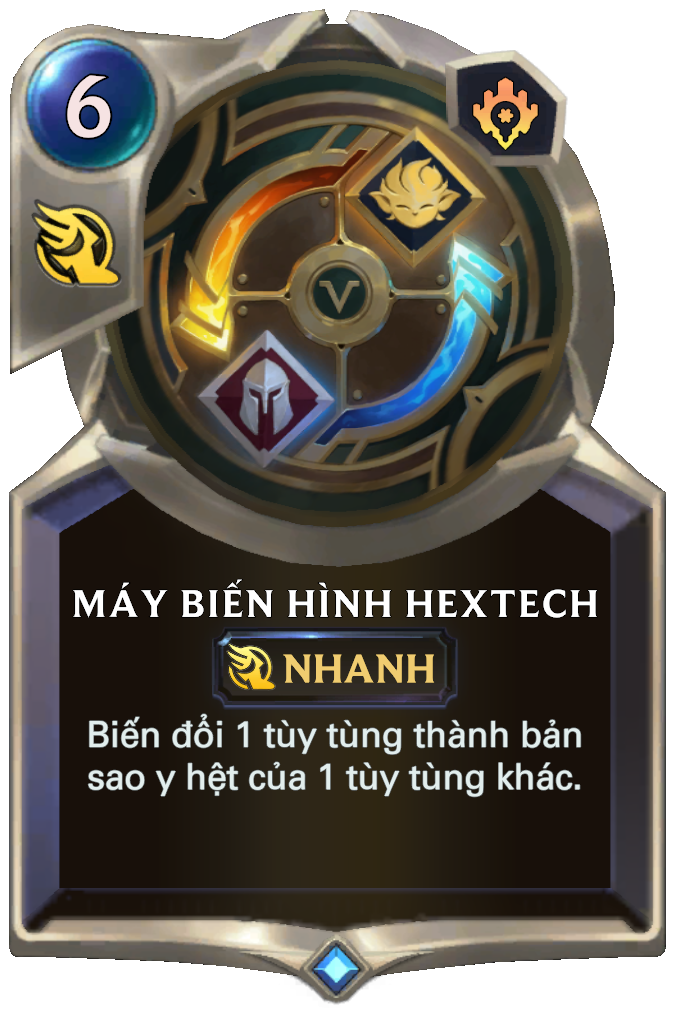 6
V
MÁY BIẾN HÌNH HEXTECH
NHANH
Biến đổi 1 tùy tùng thành bản
sao y hệt của 1 tùy tùng khác.